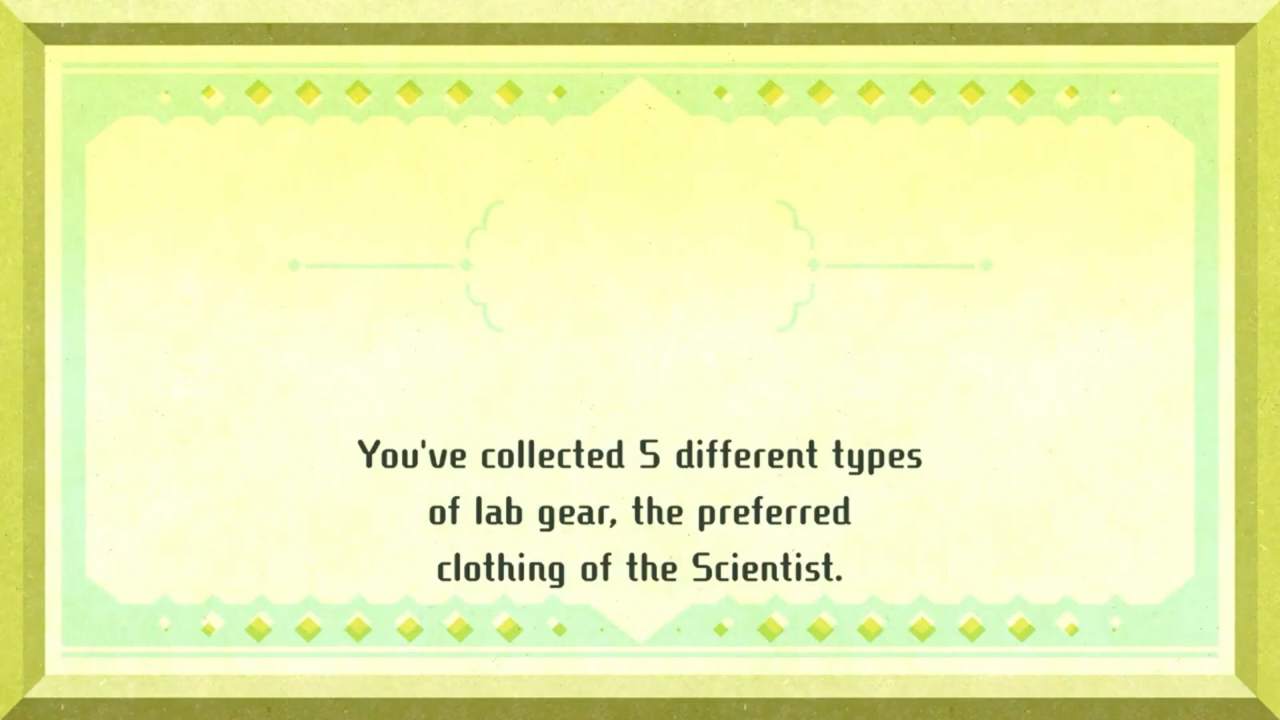 You've collected 5 different types
of lab gear, the preferred
clothing of the Scientist.